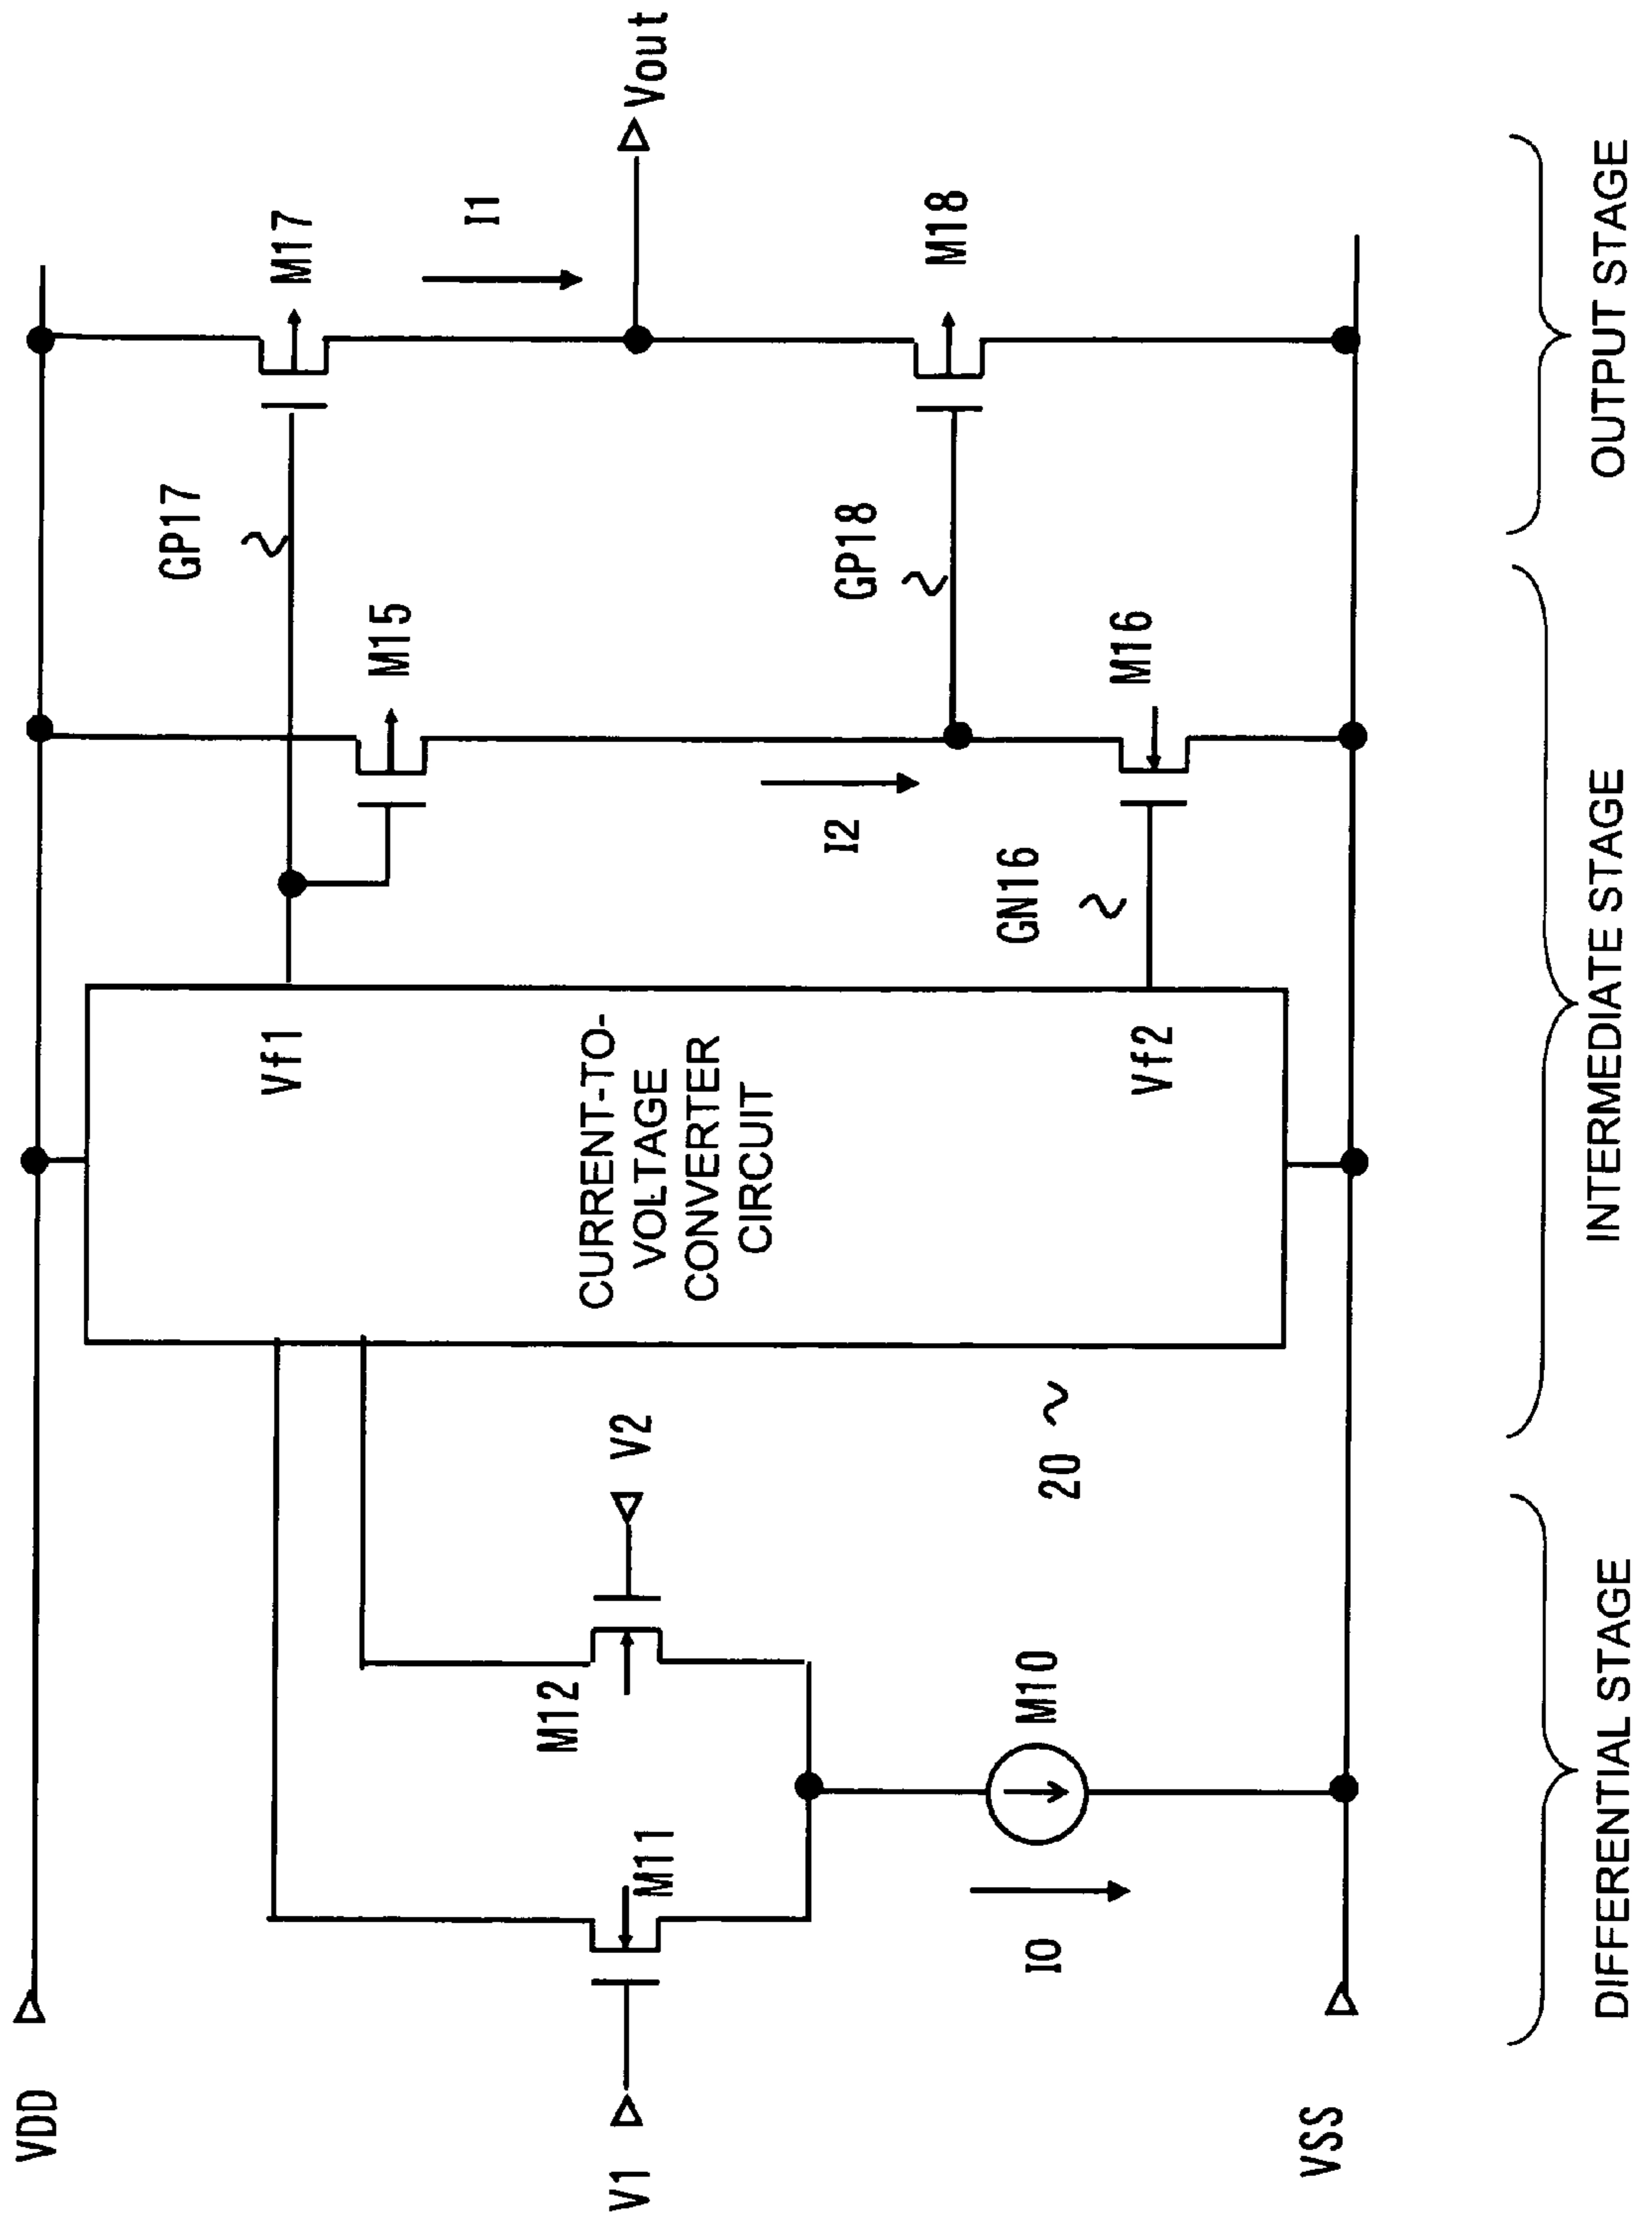 VDD
V1
VSS
M11
M12
V2
I0
M10
20
DIFFERENTIAL STAGE
Vf1
CURRENT-TO-
VOLTAGE
CONVERTER
CIRCUIT
Vf2
GN16
I2
M15
M16
INTERMEDIATE STAGE
GP17
GP18
M17
I1
M18
Vout
OUTPUT STAGE